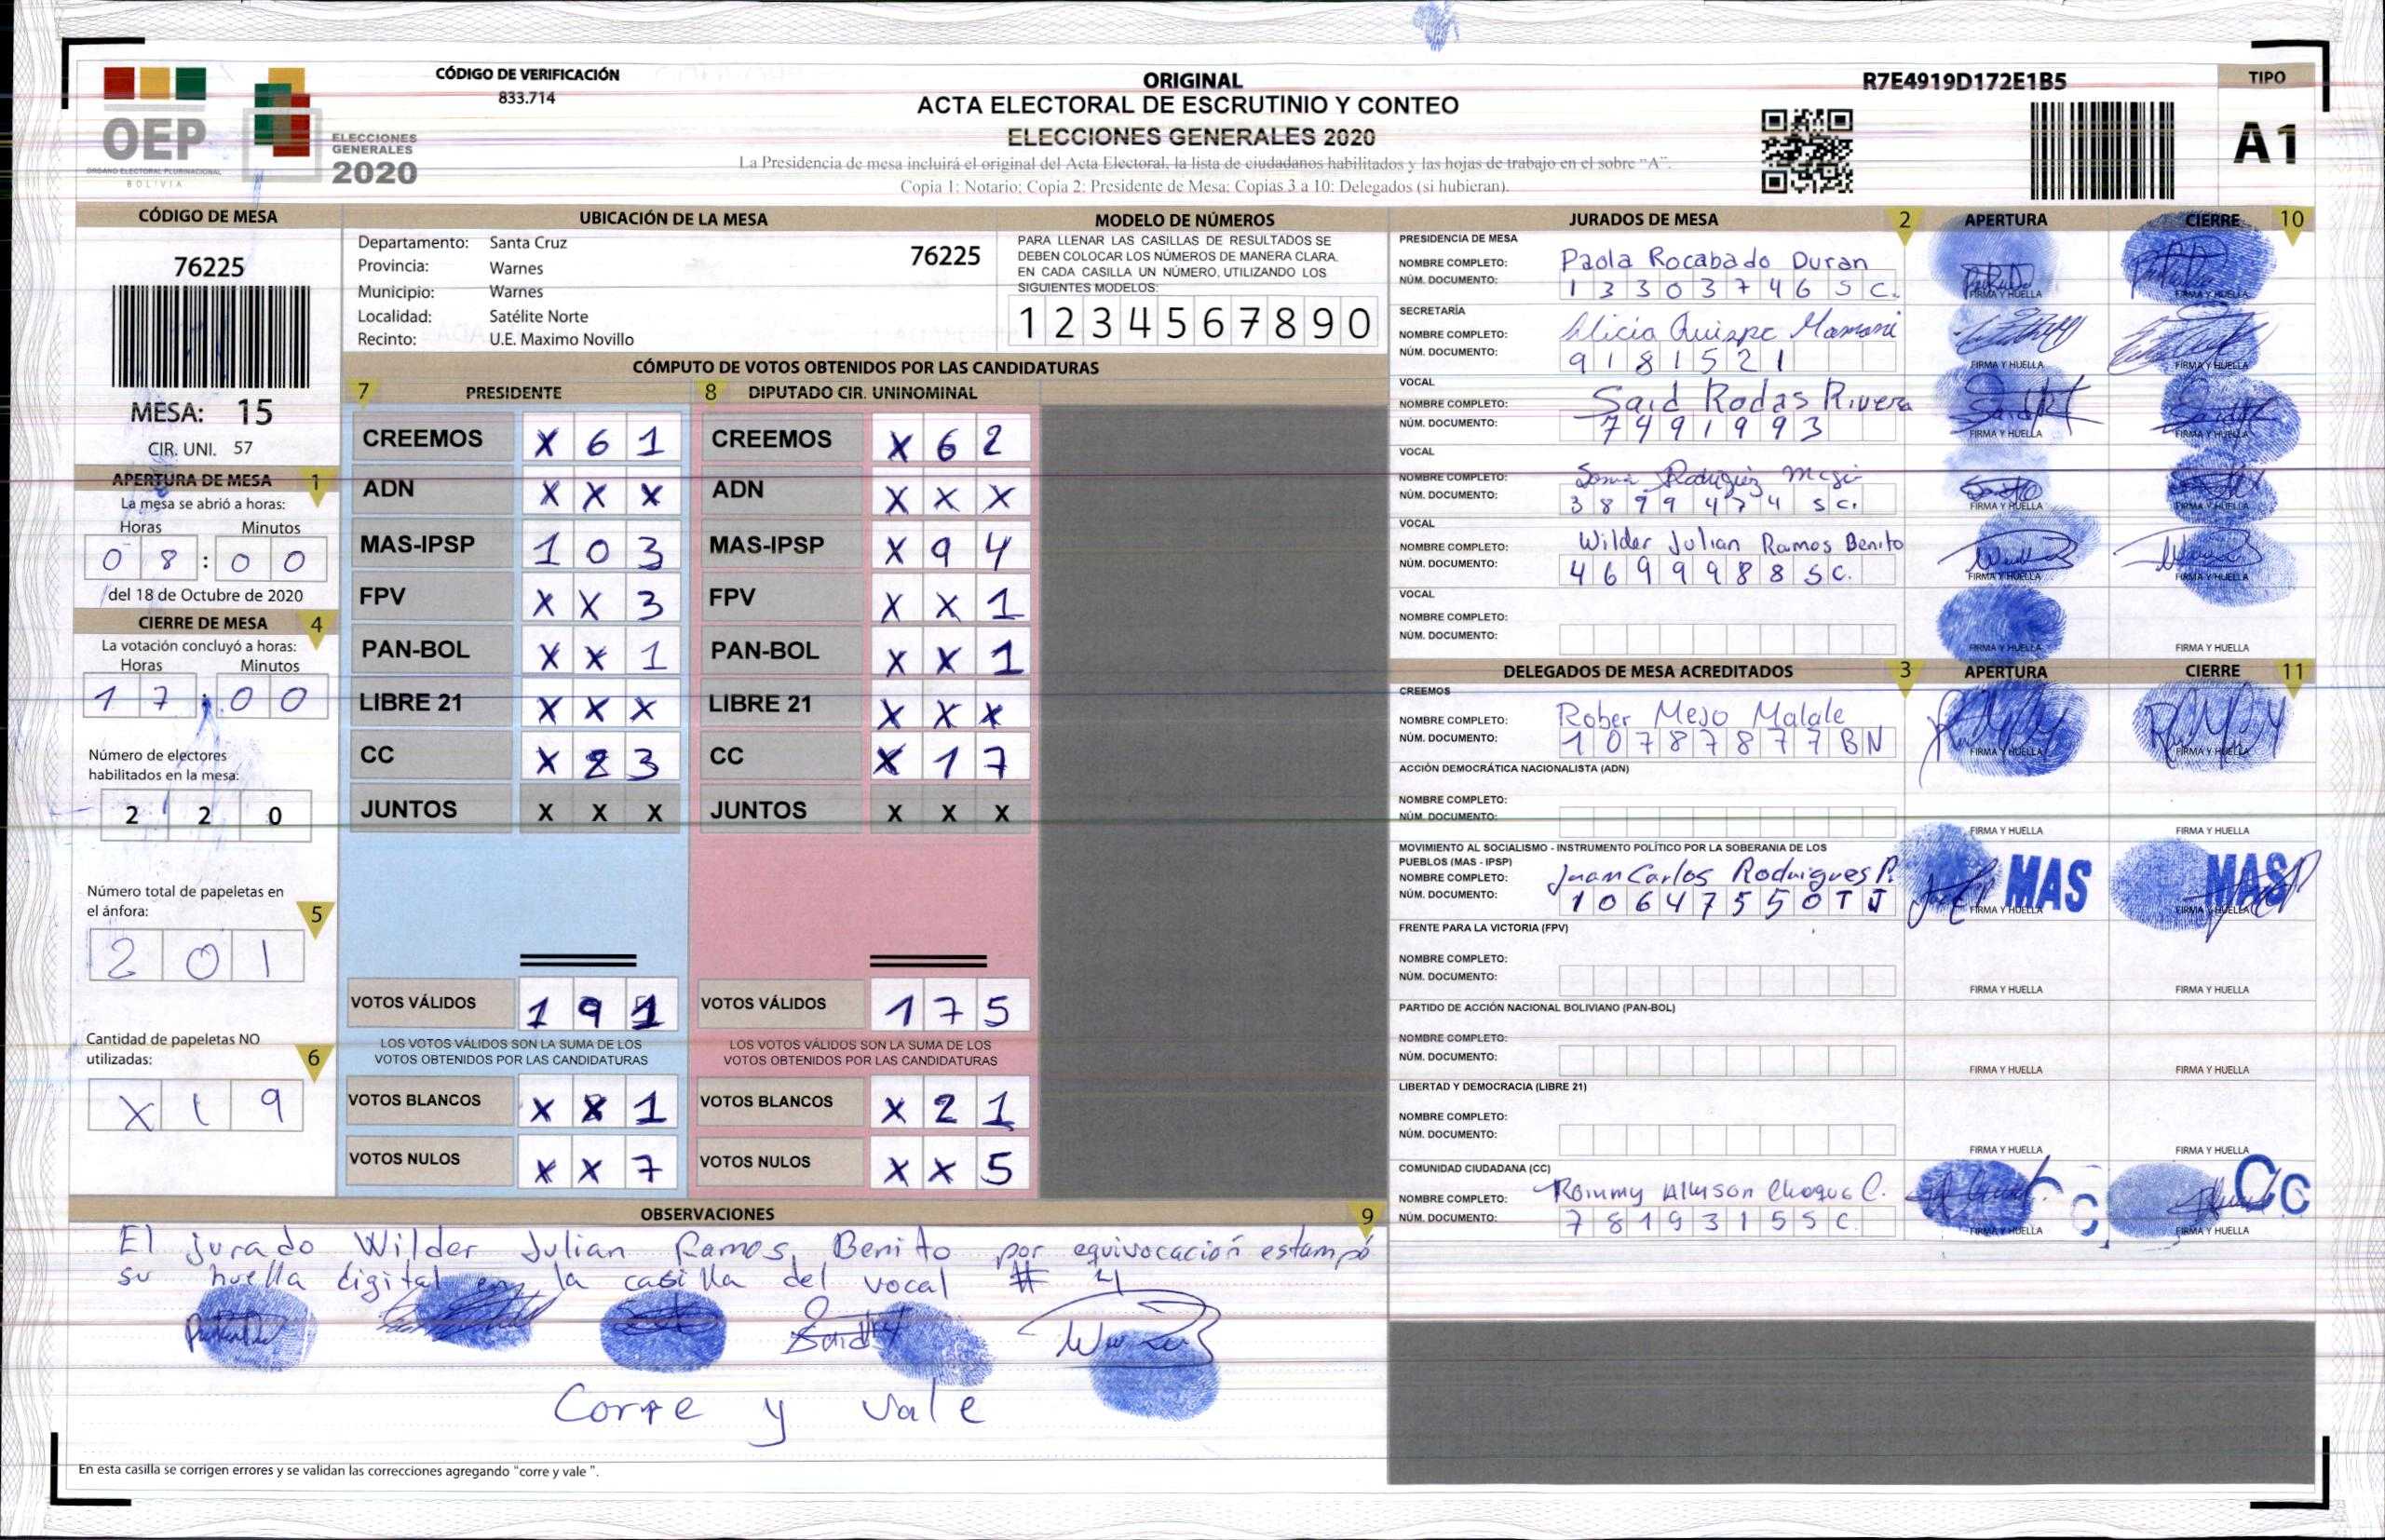 CÓDIGO DE VERIFICACIÓN
833.714
OEP
ÓRGANO ELECTORAL PLURINACIONAL
BOLIVIA
ELECCIONES
GENERALES
2020
ORIGINAL
ACTA ELECTORAL DE ESCRUTINIO Y CONTEO
ELECCIONES GENERALES 2020
La Presidencia de mesa incluirá el original del Acta Electoral, la lista de ciudadanos habilitados y las hojas de trabajo en el sobre "A".
Copia 1: Notario; Copia 2: Presidente de Mesa; Copias 3 a 10: Delegados (si hubieran).
R7E4919D172E1B5
TIPO
A1
CÓDIGO DE MESA
76225
MESA: 15
CIR. UNI. 57
APERTURA DE MESA 1
La mesa se abrió a horas:
Horas Minutos
0 8 : 0 0
del 18 de Octubre de 2020
CIERRE DE MESA 4
La votación concluyó a horas:
Horas Minutos
1 7 : 0 0
Número de electores
habilitados en la mesa:
2 2 0
Número total de papeletas en
el ánfora: 5
2 0 1
Cantidad de papeletas NO
utilizadas: 6
X 1 9
UBICACIÓN DE LA MESA
Departamento: Santa Cruz 76225
Provincia: Warnes
Municipio: Warnes
Localidad: Satélite Norte
Recinto: U.E. Maximo Novillo
MODELO DE NÚMEROS
PARA LLENAR LAS CASILLAS DE RESULTADOS SE
DEBEN COLOCAR LOS NÚMEROS DE MANERA CLARA.
EN CADA CASILLA UN NÚMERO, UTILIZANDO LOS
SIGUIENTES MODELOS:
1 2 3 4 5 6 7 8 9 0
CÓMPUTO DE VOTOS OBTENIDOS POR LAS CANDIDATURAS
7 PRESIDENTE
CREEMOS X 6 1
ADN X X X
MAS-IPSP 1 0 3
FPV X X 3
PAN-BOL X X 1
LIBRE 21 X X X
CC X 2 3
JUNTOS X X X
VOTOS VÁLIDOS 1 9 1
LOS VOTOS VÁLIDOS SON LA SUMA DE LOS
VOTOS OBTENIDOS POR LAS CANDIDATURAS
VOTOS BLANCOS X X 1
VOTOS NULOS X X 7
8 DIPUTADO CIR. UNINOMINAL
CREEMOS X 6 2
ADN X X X
MAS-IPSP X 9 4
FPV X X 1
PAN-BOL X X 1
LIBRE 21 X X X
CC X 1 7
JUNTOS X X X
VOTOS VÁLIDOS 1 7 5
LOS VOTOS VÁLIDOS SON LA SUMA DE LOS
VOTOS OBTENIDOS POR LAS CANDIDATURAS
VOTOS BLANCOS X 2 1
VOTOS NULOS X X 5
OBSERVACIONES 9
El jurado Wilder Julian Ramos Benito por equivocación estampó
su huella digital en la casilla del vocal # 4
Corre y vale
En esta casilla se corrigen errores y se validan las correcciones agregando "corre y vale ".
JURADOS DE MESA 2 APERTURA CIERRE 10
PRESIDENCIA DE MESA
NOMBRE COMPLETO: Paola Rocabado Duran
NÚM. DOCUMENTO: 1 3 3 0 3 7 4 6 S C.
FIRMA Y HUELLA FIRMA Y HUELLA
SECRETARÍA
NOMBRE COMPLETO: Alicia Quispe Mamani
NÚM. DOCUMENTO: 9 1 8 1 5 2 1
FIRMA Y HUELLA FIRMA Y HUELLA
VOCAL
NOMBRE COMPLETO: Said Rodas Rivera
NÚM. DOCUMENTO: 7 4 9 1 9 9 3
FIRMA Y HUELLA FIRMA Y HUELLA
VOCAL
NOMBRE COMPLETO: Sonia Rodriguez
NÚM. DOCUMENTO: 3 8 9 9 4 7 4 S C.
FIRMA Y HUELLA FIRMA Y HUELLA
VOCAL
NOMBRE COMPLETO: Wilder Julian Ramos Benito
NÚM. DOCUMENTO: 4 6 9 9 9 8 8 S C.
FIRMA Y HUELLA FIRMA Y HUELLA
VOCAL
NOMBRE COMPLETO:
NÚM. DOCUMENTO:
FIRMA Y HUELLA FIRMA Y HUELLA
DELEGADOS DE MESA ACREDITADOS 3 APERTURA CIERRE 11
CREEMOS
NOMBRE COMPLETO: Rober Mejo Malale
NÚM. DOCUMENTO: 1 0 7 8 7 8 7 7 B N
FIRMA Y HUELLA FIRMA Y HUELLA
ACCIÓN DEMOCRÁTICA NACIONALISTA (ADN)
NOMBRE COMPLETO:
NÚM. DOCUMENTO:
FIRMA Y HUELLA FIRMA Y HUELLA
MOVIMIENTO AL SOCIALISMO - INSTRUMENTO POLÍTICO POR LA SOBERANIA DE LOS
PUEBLOS (MAS - IPSP)
NOMBRE COMPLETO: Juan Carlos Rodrigues P.
NÚM. DOCUMENTO: 1 0 6 4 7 5 5 0 T J
MAS MAS
FIRMA Y HUELLA FIRMA Y HUELLA
FRENTE PARA LA VICTORIA (FPV)
NOMBRE COMPLETO:
NÚM. DOCUMENTO:
FIRMA Y HUELLA FIRMA Y HUELLA
PARTIDO DE ACCIÓN NACIONAL BOLIVIANO (PAN-BOL)
NOMBRE COMPLETO:
NÚM. DOCUMENTO:
FIRMA Y HUELLA FIRMA Y HUELLA
LIBERTAD Y DEMOCRACIA (LIBRE 21)
NOMBRE COMPLETO:
NÚM. DOCUMENTO:
FIRMA Y HUELLA FIRMA Y HUELLA
COMUNIDAD CIUDADANA (CC)
NOMBRE COMPLETO: Rommy Allyson Choque C.
NÚM. DOCUMENTO: 7 8 1 9 3 1 5 S C.
CC CC
FIRMA Y HUELLA FIRMA Y HUELLA